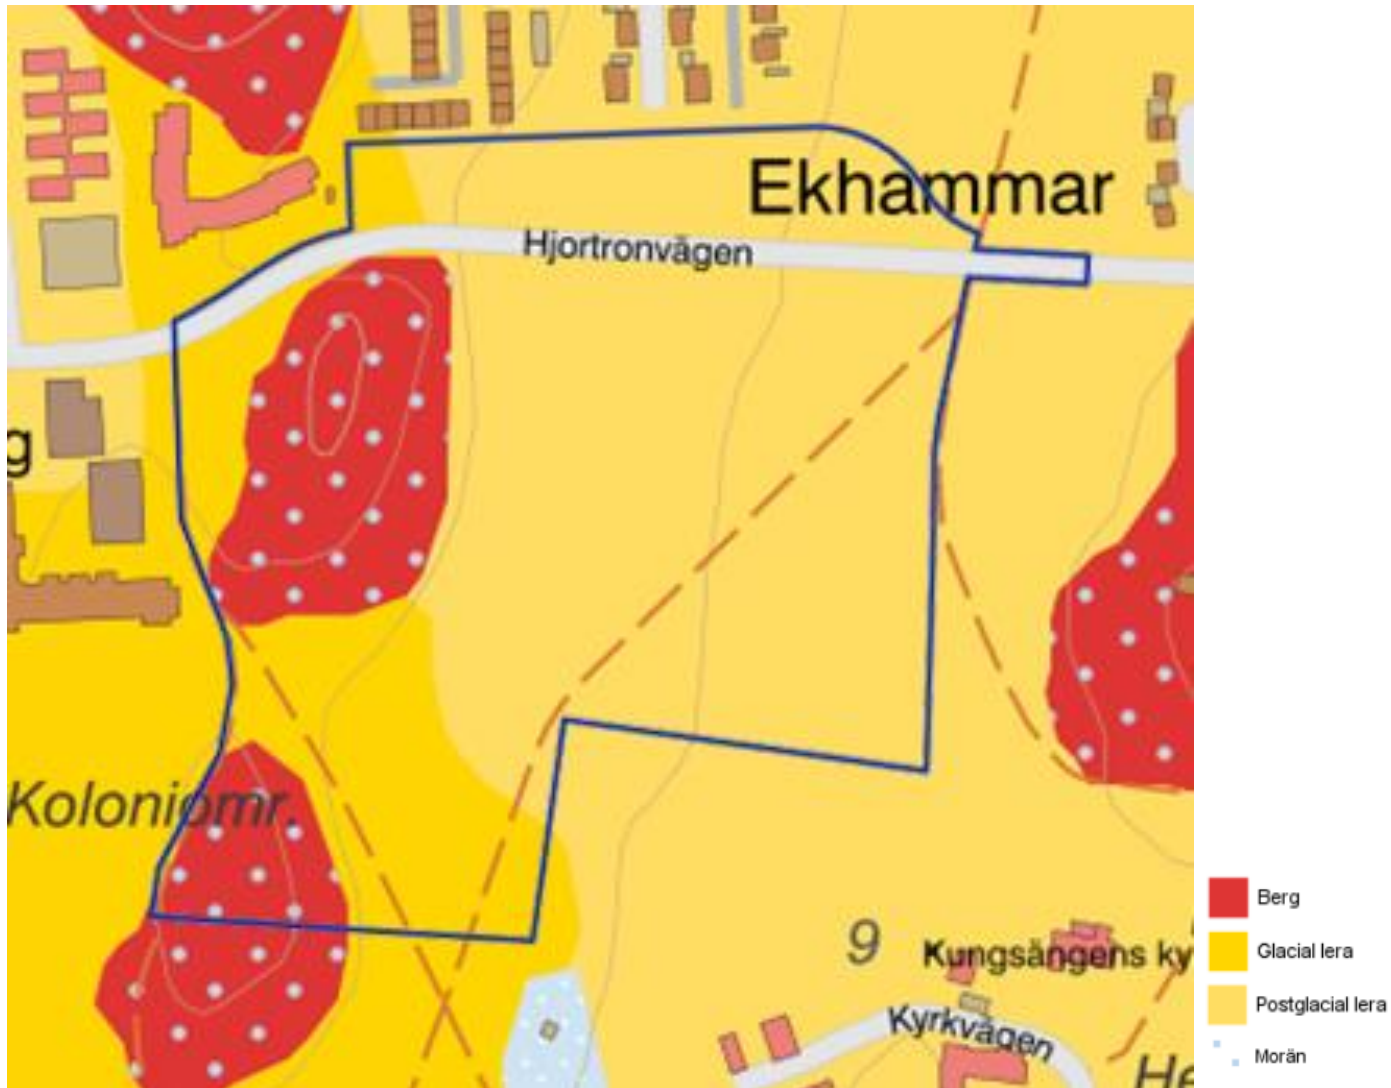 Ekhammar
Hjortronvägen
g
Koloniomr.
9
Kungsängens ky
Kyrkvägen
He
Berg
Glacial lera
Postglacial lera
Morän